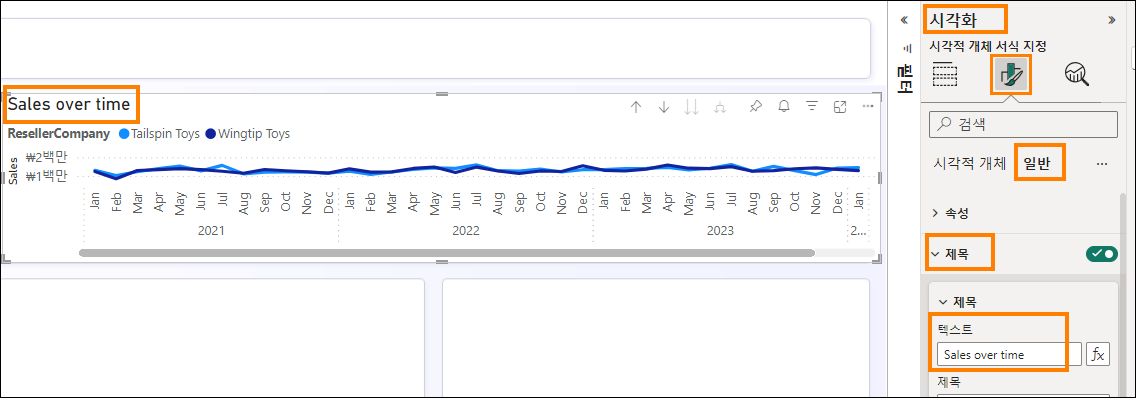 Sales over time
ResellerCompany Tailspin Toys Wingtip Toys
Sales
₩2백만
₩1백만
Jan Feb Mar Apr May Jun Jul Aug Sep Oct Nov Dec Jan Feb Mar Apr May Jun Jul Aug Sep Oct Nov Dec Jan Feb Mar Apr May Jun Jul Aug Sep Oct Nov Dec Jan
2021 2022 2023 2...
필터
시각화
시각적 개체 서식 지정
검색
시각적 개체 일반 ...
속성
제목
제목
텍스트
Sales over time
fx
제목